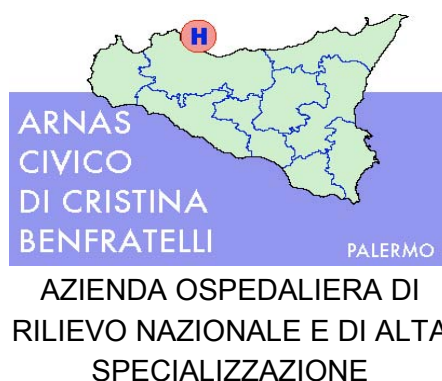 H
ARNAS
CIVICO
DI CRISTINA
BENFRATELLI
PALERMO
AZIENDA OSPEDALIERA DI
RILIEVO NAZIONALE E DI ALTA
SPECIALIZZAZIONE